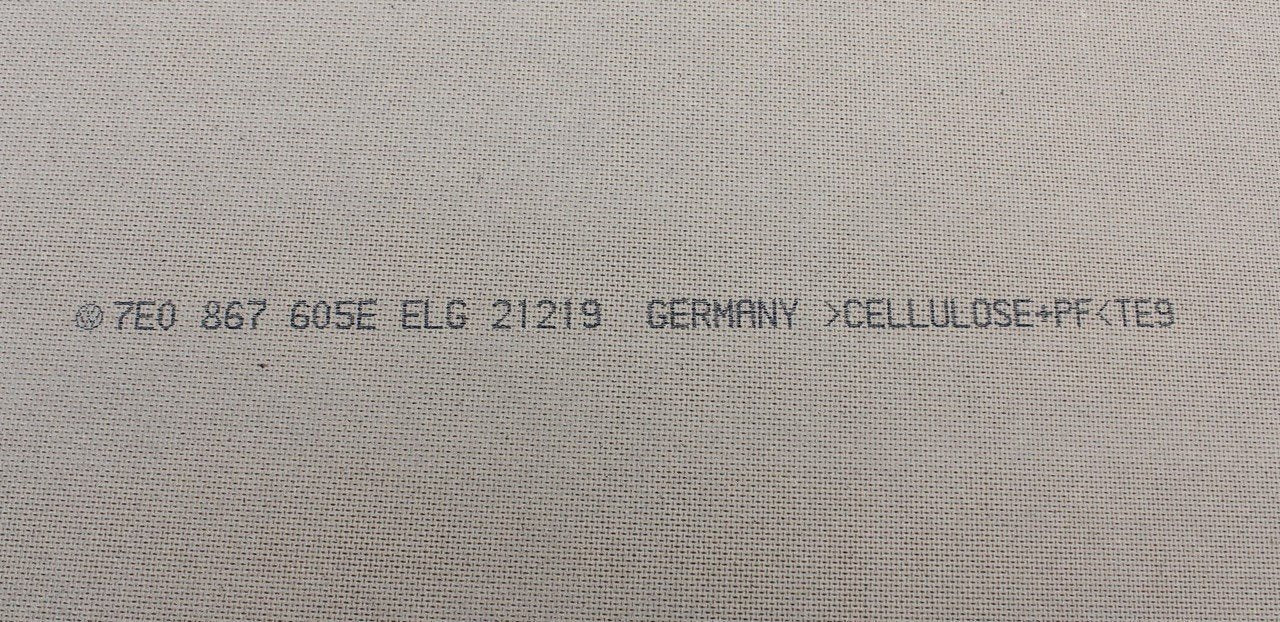 7E0 867 605E ELG 21219 GERMANY >CELLULOSE+PF<TE9